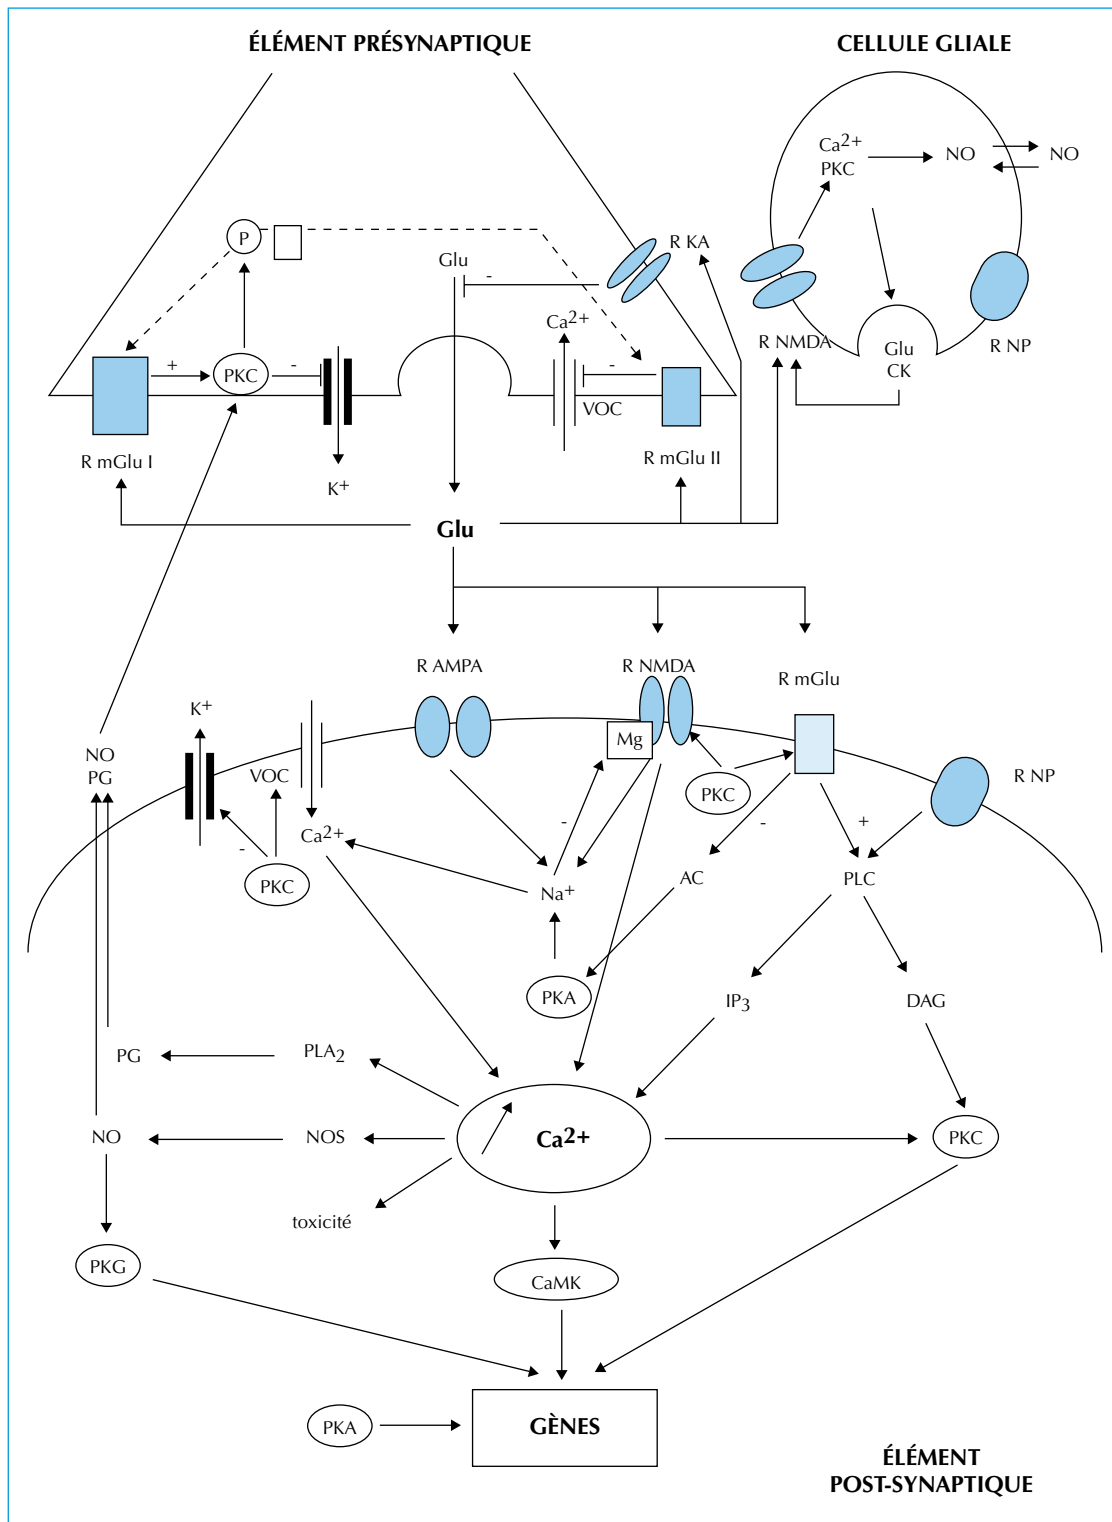 ÉLÉMENT PRÉSYNAPTIQUE
CELLULE GLIALE
Ca2+
PKC
NO
NO
P
Glu
-
R KA
Ca2+
R NMDA
Glu
CK
R NP
+
PKC
-
-
VOC
R mGlu I
K+
R mGlu II
Glu
R AMPA
R NMDA
R mGlu
K+
Mg
NO
PG
VOC
PKC
R NP
Ca2+
-
-
+
-
PKC
Na+
AC
PLC
PKA
IP3
DAG
PG
PLA2
NO
NOS
Ca2+
PKC
toxicité
PKG
CaMK
PKA
GÈNES
ÉLÉMENT
POST-SYNAPTIQUE